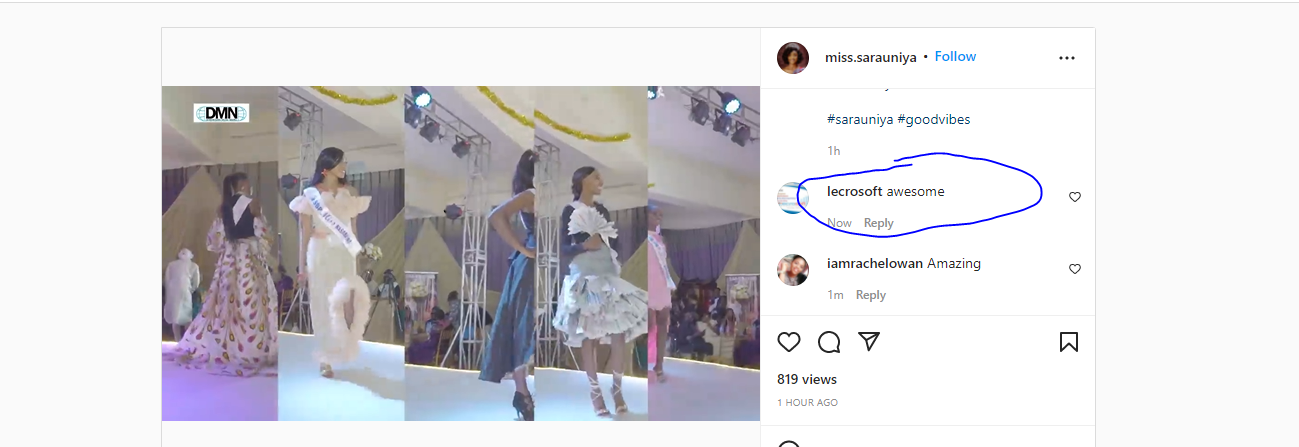 DMN
miss.sarauniya • Follow
#sarauniya #goodvibes
1h
lecrosoft awesome
Now Reply
iamrachelowan Amazing
1m Reply
819 views
1 HOUR AGO